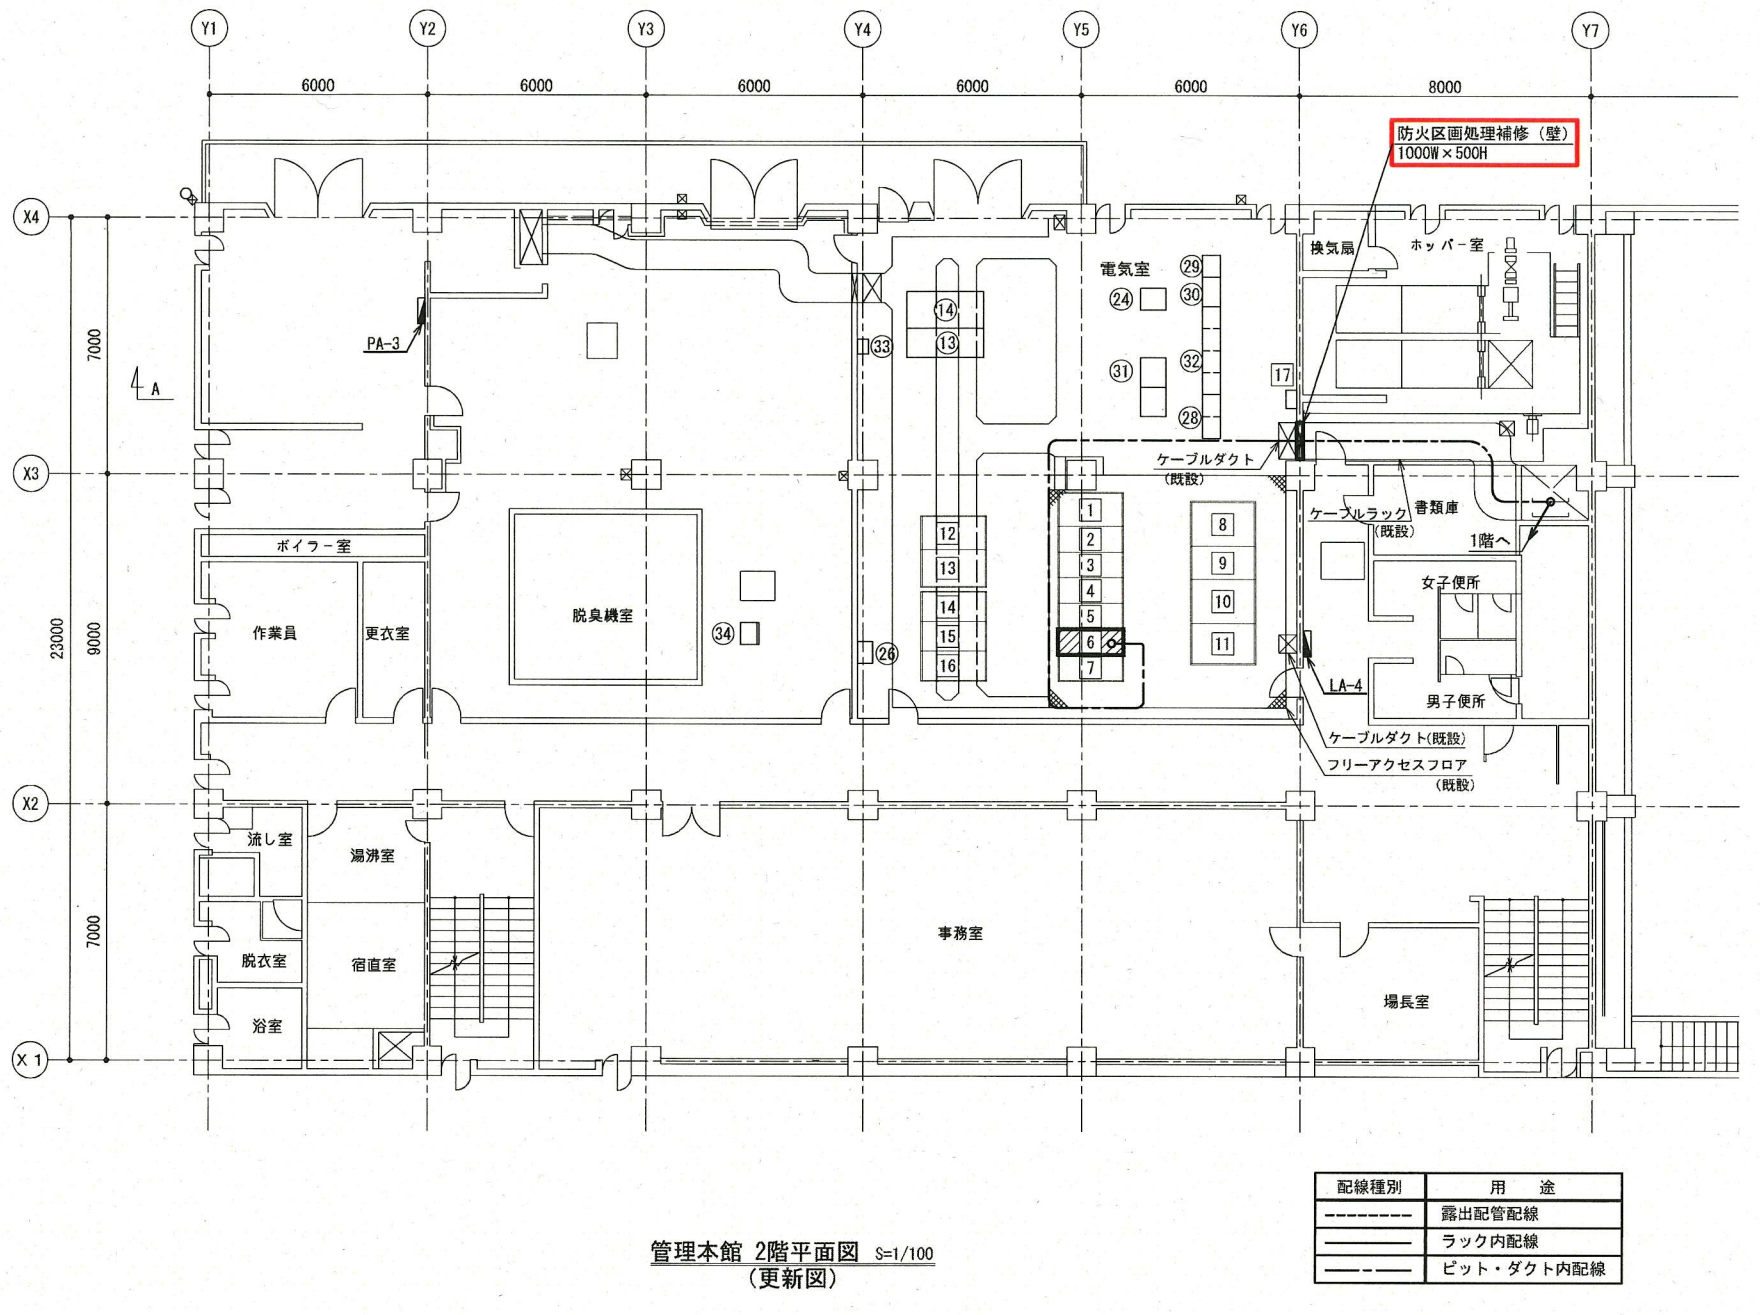 Y1 Y2 Y3 Y4 Y5 Y6 Y7
6000 6000 6000 6000 6000 8000
防火区画処理補修（壁）
1000W×500H
X4
換気扇
ホッパー室
電気室
29
24
30
14
PA-3
13
33
7000
31
32
17
A
28
ケーブルダクト
(既設)
X3
1
ケーブルラック
(既設)
書類庫
8
12
2
1階へ
ボイラー室
13
3
9
女子便所
4
14
10
脱臭機室
5
作業員
更衣室
34
15
23000
9000
6
11
26
16
7
LA-4
男子便所
ケーブルダクト(既設)
フリーアクセスフロア
(既設)
X2
流し室
湯沸室
7000
事務室
脱衣室
宿直室
場長室
浴室
X1
配線種別 用途
露出配管配線
ラック内配線
ピット・ダクト内配線
管理本館 2階平面図 S=1/100
(更新図)